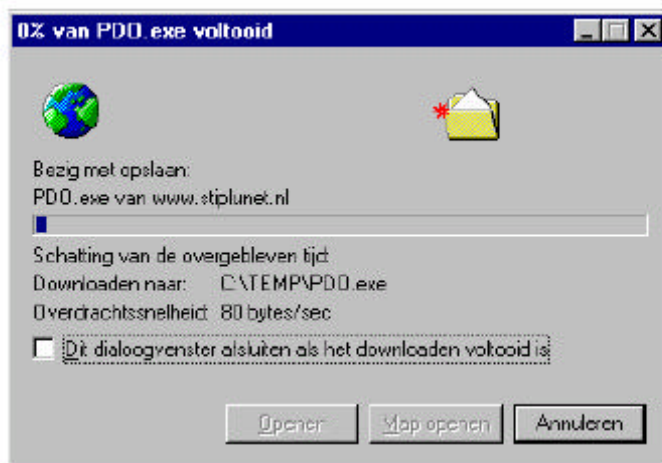 0% van PDO.exe voltooid
Bezig met opslaan:
PDO.exe van www.stiplunet.nl
Schatting van de overgebleven tijd:
Downloaden naar: C:\TEMP\PDO.exe
Overdrachtssnelheid: 80 bytes/sec
Dit dialoogvenster afsluiten als het downloaden voltooid is
Openen Map openen Annuleren